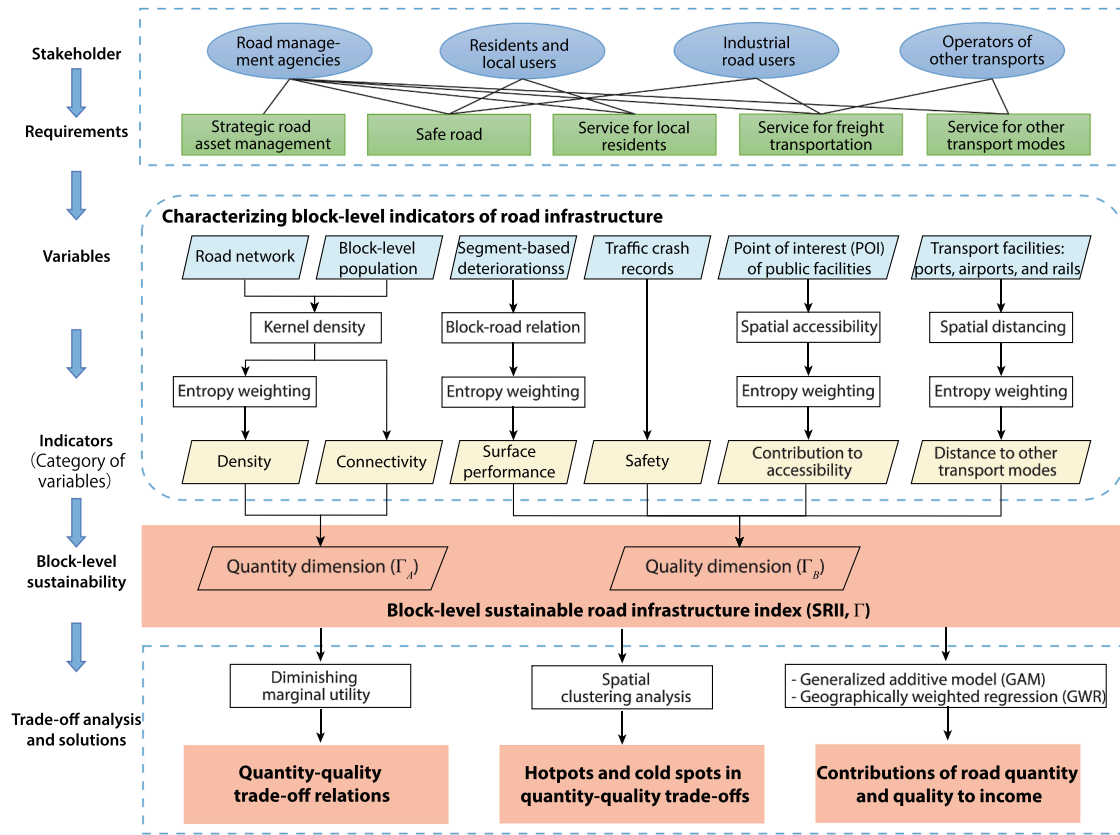 Stakeholder
Road manage-
ment agencies
Residents and
local users
Industrial
road users
Operators of
other transports
Requirements
Strategic road
asset management
Safe road
Service for local
residents
Service for freight
transportation
Service for other
transport modes
Characterizing block-level indicators of road infrastructure
Variables
Road network
Block-level
population
Segment-based
deteriorationss
Traffic crash
records
Point of interest (POI)
of public facilities
Transport facilities:
ports, airports, and rails
Kernel density
Block-road relation
Spatial accessibility
Spatial distancing
Entropy weighting
Entropy weighting
Entropy weighting
Entropy weighting
Indicators
(Category of
variables)
Density
Connectivity
Surface
performance
Safety
Contribution to
accessibility
Distance to other
transport modes
Block-level
sustainability
Quantity dimension (Γ_A)
Quality dimension (Γ_B)
Block-level sustainable road infrastructure index (SRII, Γ)
Trade-off analysis
and solutions
Diminishing
marginal utility
Spatial
clustering analysis
- Generalized additive model (GAM)
- Geographically weighted regression (GWR)
Quantity-quality
trade-off relations
Hotpots and cold spots in
quantity-quality trade-offs
Contributions of road quantity
and quality to income